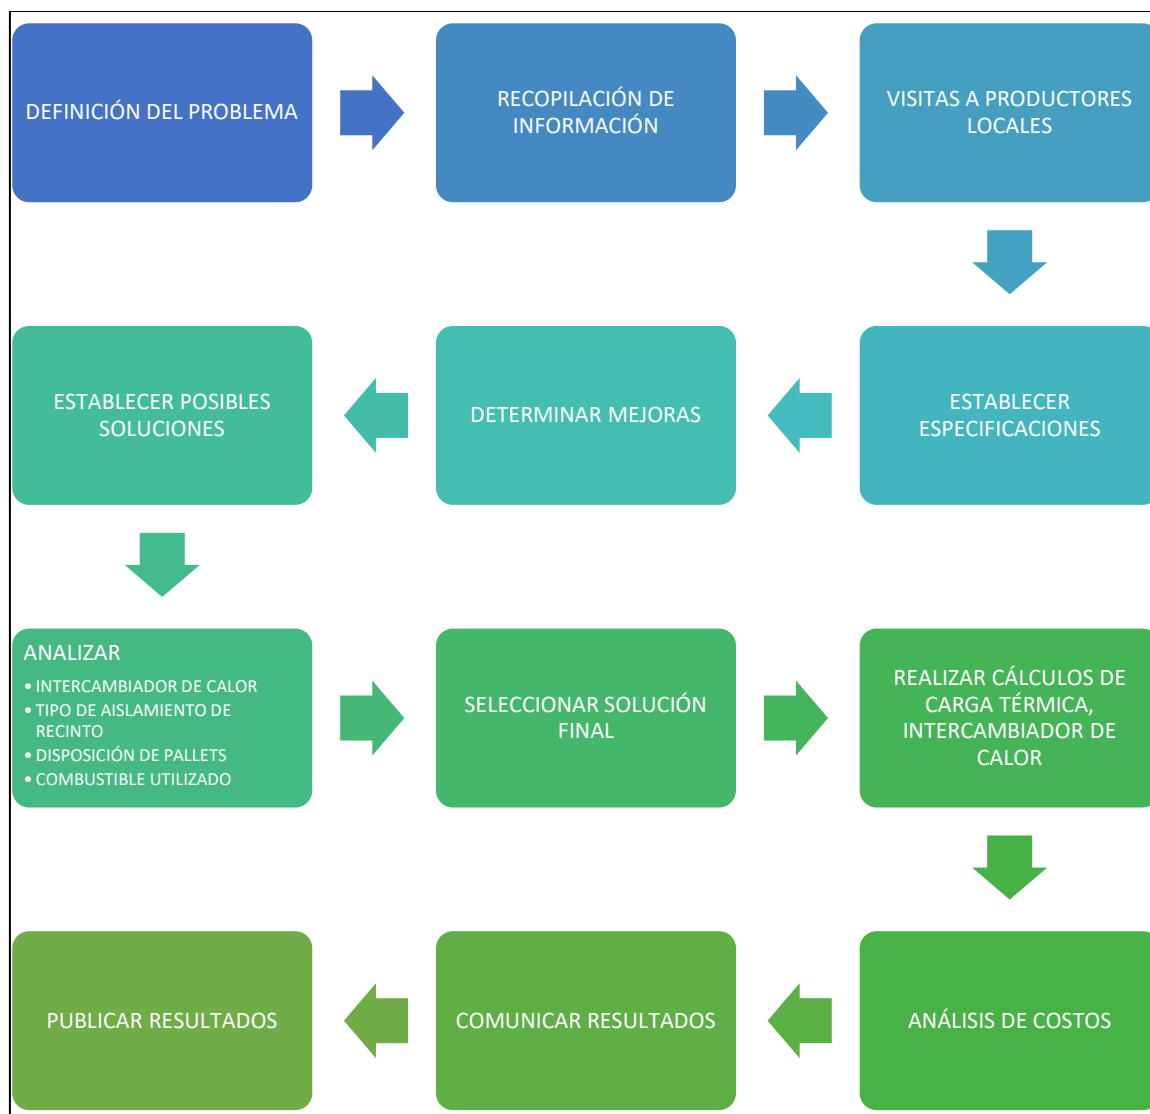 DEFINICIÓN DEL PROBLEMA
RECOPILACIÓN DE
INFORMACIÓN
VISITAS A PRODUCTORES
LOCALES
ESTABLECER
ESPECIFICACIONES
DETERMINAR MEJORAS
ESTABLECER POSIBLES
SOLUCIONES
ANALIZAR
• INTERCAMBIADOR DE CALOR
• TIPO DE AISLAMIENTO DE
RECINTO
• DISPOSICIÓN DE PALLETS
• COMBUSTIBLE UTILIZADO
SELECCIONAR SOLUCIÓN
FINAL
REALIZAR CÁLCULOS DE
CARGA TÉRMICA,
INTERCAMBIADOR DE
CALOR
ANÁLISIS DE COSTOS
COMUNICAR RESULTADOS
PUBLICAR RESULTADOS